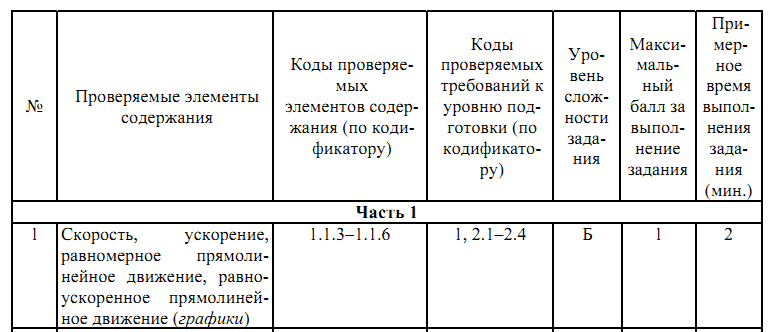 №
Проверяемые элементы
содержания
Коды проверяе-
мых
элементов содер-
жания (по коди-
фикатору)
Коды
проверяемых
требований к
уровню под-
готовки (по
кодификато-
ру)
Уро-
вень
слож-
ности
зада-
ния
Макси-
маль-
ный
балл за
выпол-
нение
задания
При-
мер-
ное
время
выпол-
нения
зада-
ния
(мин.)
Часть 1
1
Скорость, ускорение,
равномерное прямоли-
нейное движение, равно-
ускоренное прямолиней-
ное движение (графики)
1.1.3–1.1.6
1, 2.1–2.4
Б
1
2